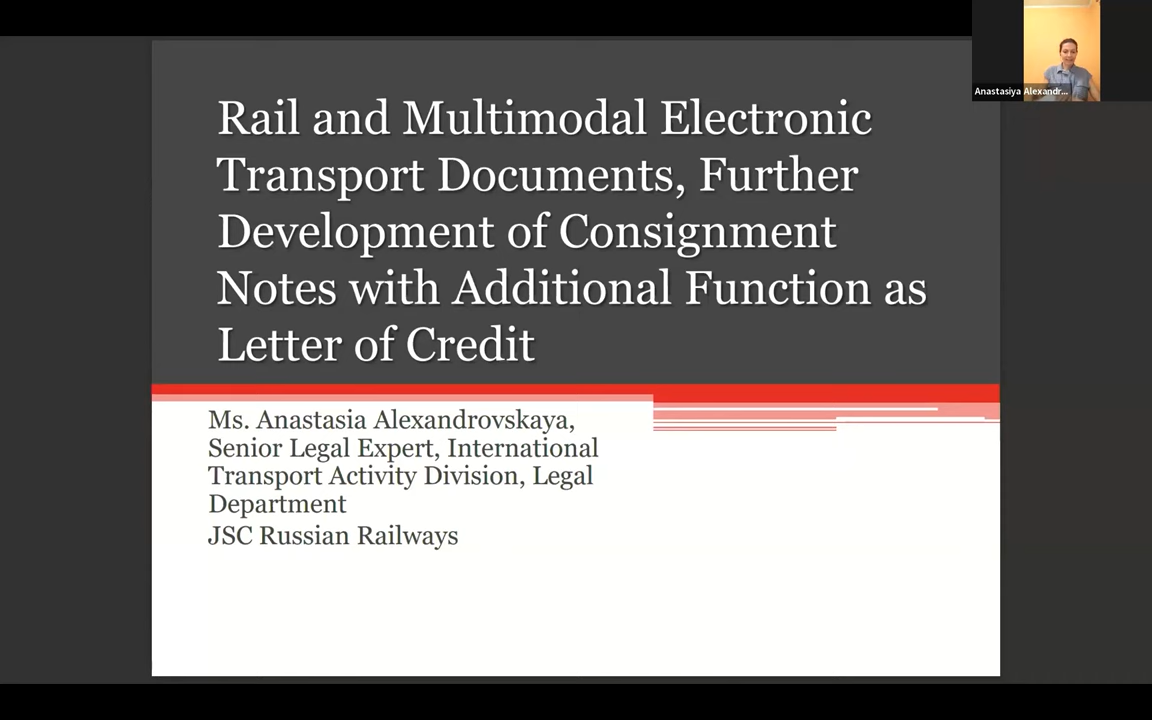 Anastasiya Alexandr...
Rail and Multimodal Electronic
Transport Documents, Further
Development of Consignment
Notes with Additional Function as
Letter of Credit
Ms. Anastasia Alexandrovskaya,
Senior Legal Expert, International
Transport Activity Division, Legal
Department
JSC Russian Railways